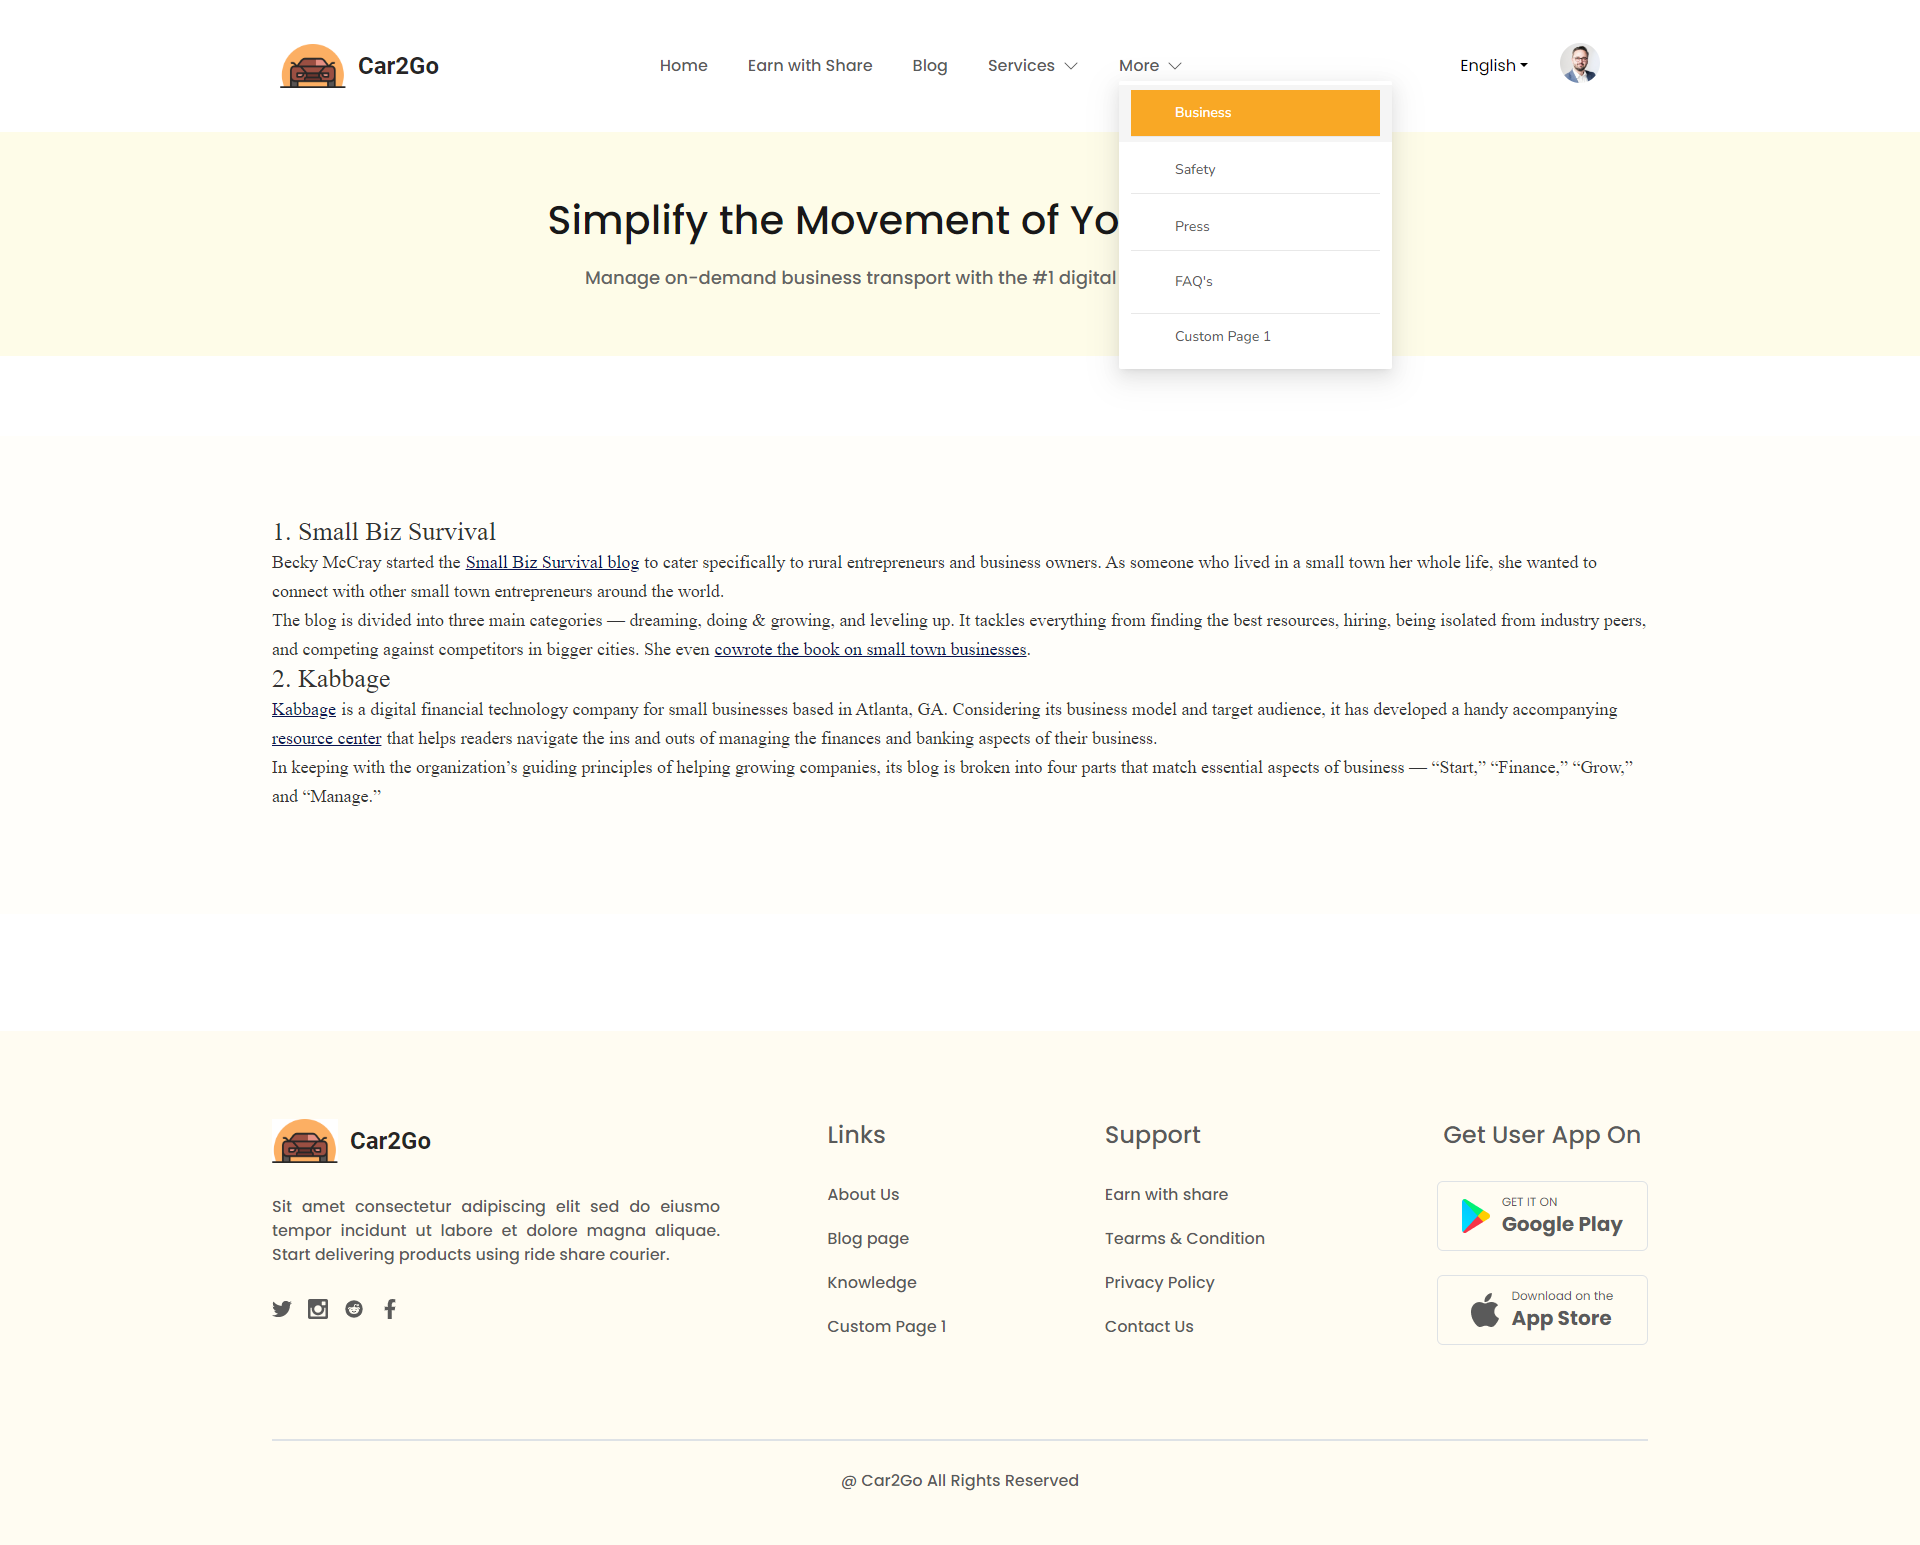 Car2Go
Home
Earn with Share
Blog
Services
More
English
Business
Safety
Press
FAQ's
Custom Page 1
Simplify the Movement of Yo
Manage on-demand business transport with the #1 digital
1. Small Biz Survival
Becky McCray started the Small Biz Survival blog to cater specifically to rural entrepreneurs and business owners. As someone who lived in a small town her whole life, she wanted to
connect with other small town entrepreneurs around the world.
The blog is divided into three main categories — dreaming, doing & growing, and leveling up. It tackles everything from finding the best resources, hiring, being isolated from industry peers,
and competing against competitors in bigger cities. She even cowrote the book on small town businesses.
2. Kabbage
Kabbage is a digital financial technology company for small businesses based in Atlanta, GA. Considering its business model and target audience, it has developed a handy accompanying
resource center that helps readers navigate the ins and outs of managing the finances and banking aspects of their business.
In keeping with the organization’s guiding principles of helping growing companies, its blog is broken into four parts that match essential aspects of business — “Start,” “Finance,” “Grow,”
and “Manage.”
Car2Go
Sit amet consectetur adipiscing elit sed do eiusmo
tempor incidunt ut labore et dolore magna aliquae.
Start delivering products using ride share courier.
Links
About Us
Blog page
Knowledge
Custom Page 1
Support
Earn with share
Tearms & Condition
Privacy Policy
Contact Us
Get User App On
GET IT ON
Google Play
Download on the
App Store
@ Car2Go All Rights Reserved